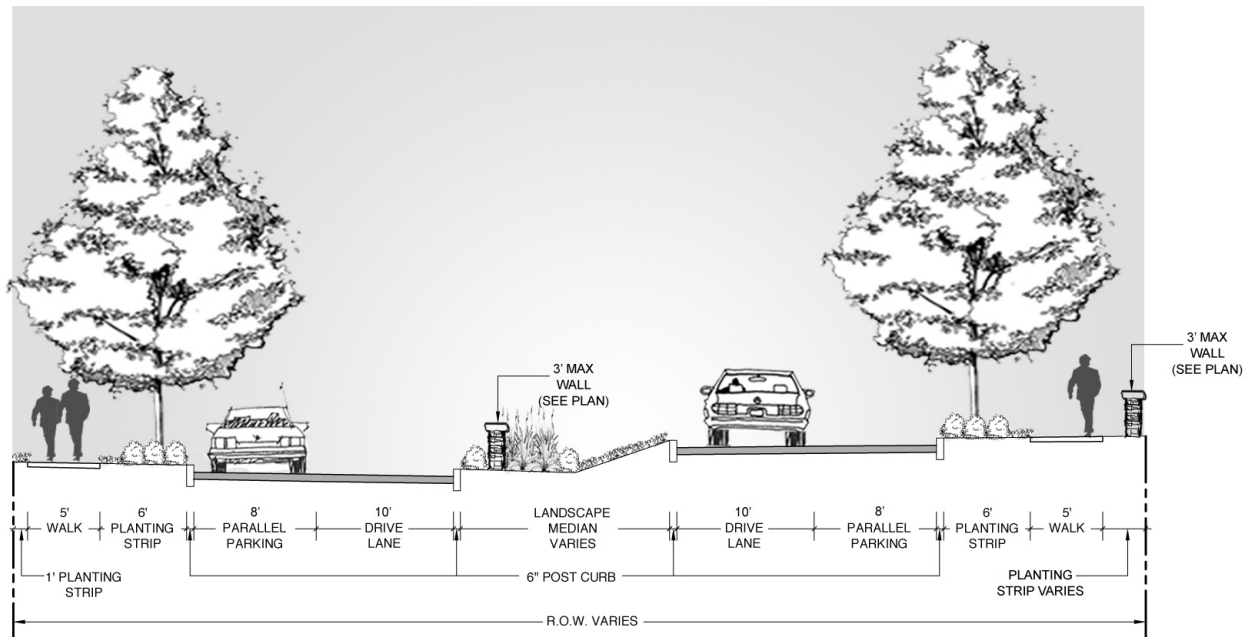 3' MAX
WALL
(SEE PLAN)
3' MAX
WALL
(SEE PLAN)
5'
WALK
6'
PLANTING
STRIP
8'
PARALLEL
PARKING
10'
DRIVE
LANE
LANDSCAPE
MEDIAN
VARIES
10'
DRIVE
LANE
8'
PARALLEL
PARKING
6'
PLANTING
STRIP
5'
WALK
1' PLANTING
STRIP
6" POST CURB
PLANTING
STRIP VARIES
R.O.W. VARIES